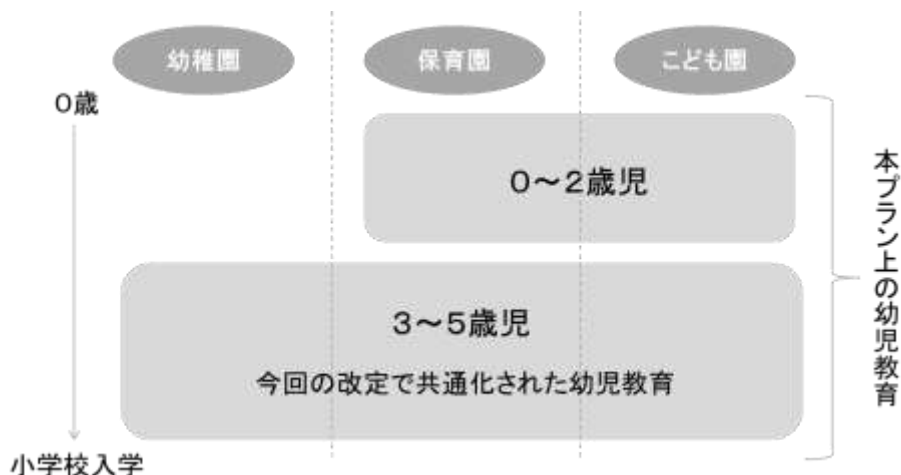 幼稚園
保育園
こども園
0歳
0～2歳児
3～5歳児
今回の改定で共通化された幼児教育
小学校入学
本プラン上の幼児教育